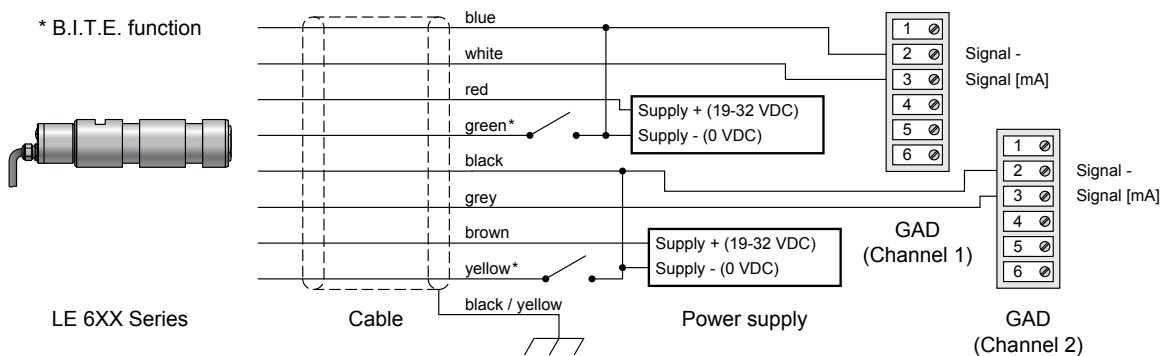 * B.I.T.E. function
blue
white
red
green*
black
grey
brown
yellow*
black / yellow
Supply + (19-32 VDC)
Supply - (0 VDC)
Supply + (19-32 VDC)
Supply - (0 VDC)
1
2
3
4
5
6
Signal -
Signal [mA]
GAD
(Channel 1)
1
2
3
4
5
6
Signal -
Signal [mA]
LE 6XX Series
Cable
Power supply
GAD
(Channel 2)